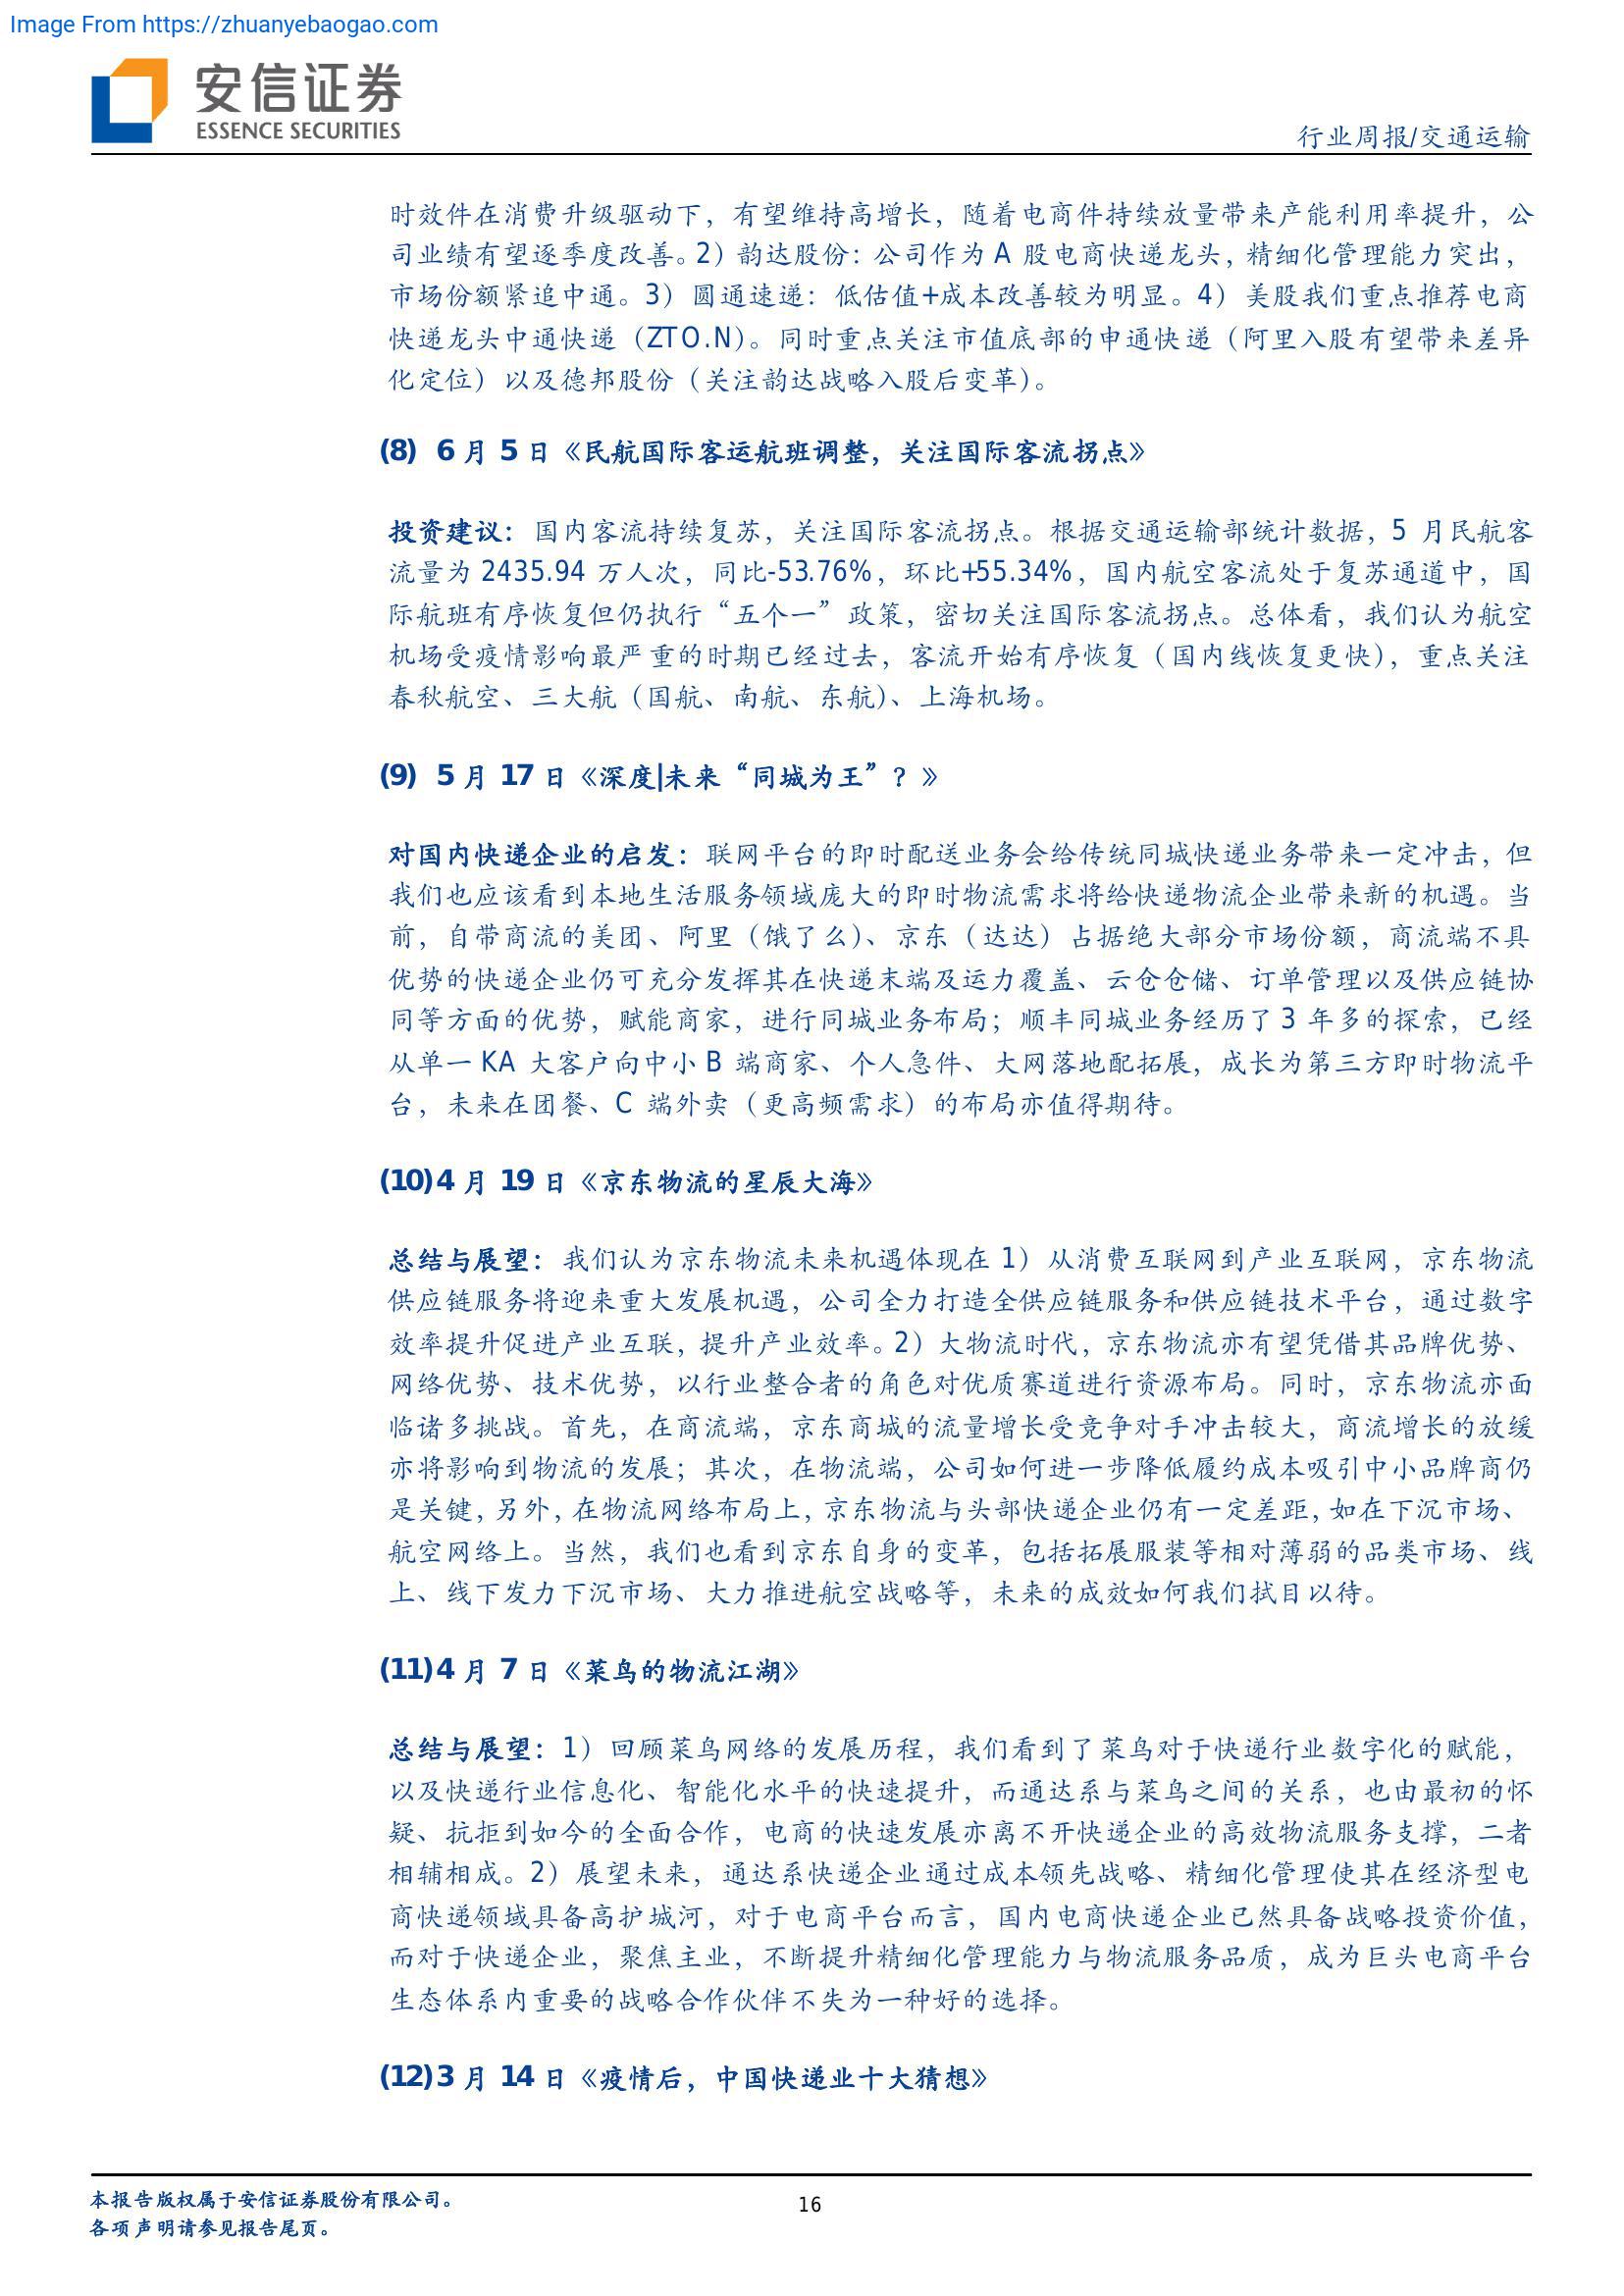 Image From https://zhuanyebaogao.com
安信证券
ESSENCE SECURITIES
行业周报/交通运输
时效件在消费升级驱动下，有望维持高增长，随着电商件持续放量带来产能利用率提升，公
司业绩有望逐季度改善。2）韵达股份：公司作为 A 股电商快递龙头，精细化管理能力突出，
市场份额紧追中通。3）圆通速递：低估值+成本改善较为明显。4）美股我们重点推荐电商
快递龙头中通快递（ZTO.N）。同时重点关注市值底部的申通快递（阿里入股有望带来差异
化定位）以及德邦股份（关注韵达战略入股后变革）。
(8) 6 月 5 日《民航国际客运航班调整，关注国际客流拐点》
投资建议：国内客流持续复苏，关注国际客流拐点。根据交通运输部统计数据，5 月民航客
流量为 2435.94 万人次，同比-53.76%，环比+55.34%，国内航空客流处于复苏通道中，国
际航班有序恢复但仍执行“五个一”政策，密切关注国际客流拐点。总体看，我们认为航空
机场受疫情影响最严重的时期已经过去，客流开始有序恢复（国内线恢复更快），重点关注
春秋航空、三大航（国航、南航、东航）、上海机场。
(9) 5 月 17 日《深度|未来“同城为王”？》
对国内快递企业的启发：联网平台的即时配送业务会给传统同城快递业务带来一定冲击，但
我们也应该看到本地生活服务领域庞大的即时物流需求将给快递物流企业带来新的机遇。当
前，自带商流的美团、阿里（饿了么）、京东（达达）占据绝大部分市场份额，商流端不具
优势的快递企业仍可充分发挥其在快递末端及运力覆盖、云仓仓储、订单管理以及供应链协
同等方面的优势，赋能商家，进行同城业务布局；顺丰同城业务经历了 3 年多的探索，已经
从单一 KA 大客户向中小 B 端商家、个人急件、大网落地配拓展，成长为第三方即时物流平
台，未来在团餐、C 端外卖（更高频需求）的布局亦值得期待。
(10)4 月 19 日《京东物流的星辰大海》
总结与展望：我们认为京东物流未来机遇体现在 1）从消费互联网到产业互联网，京东物流
供应链服务将迎来重大发展机遇，公司全力打造全供应链服务和供应链技术平台，通过数字
效率提升促进产业互联，提升产业效率。2）大物流时代，京东物流亦有望凭借其品牌优势、
网络优势、技术优势，以行业整合者的角色对优质赛道进行资源布局。同时，京东物流亦面
临诸多挑战。首先，在商流端，京东商城的流量增长受竞争对手冲击较大，商流增长的放缓
亦将影响到物流的发展；其次，在物流端，公司如何进一步降低履约成本吸引中小品牌商仍
是关键，另外，在物流网络布局上，京东物流与头部快递企业仍有一定差距，如在下沉市场、
航空网络上。当然，我们也看到京东自身的变革，包括拓展服装等相对薄弱的品类市场、线
上、线下发力下沉市场、大力推进航空战略等，未来的成效如何我们拭目以待。
(11)4 月 7 日《菜鸟的物流江湖》
总结与展望：1）回顾菜鸟网络的发展历程，我们看到了菜鸟对于快递行业数字化的赋能，
以及快递行业信息化、智能化水平的快速提升，而通达系与菜鸟之间的关系，也由最初的怀
疑、抗拒到如今的全面合作，电商的快速发展亦离不开快递企业的高效物流服务支撑，二者
相辅相成。2）展望未来，通达系快递企业通过成本领先战略、精细化管理使其在经济型电
商快递领域具备高护城河，对于电商平台而言，国内电商快递企业已然具备战略投资价值，
而对于快递企业，聚焦主业，不断提升精细化管理能力与物流服务品质，成为巨头电商平台
生态体系内重要的战略合作伙伴不失为一种好的选择。
(12)3 月 14 日《疫情后，中国快递业十大猜想》
本报告版权属于安信证券股份有限公司。
各项声明请参见报告尾页。
16